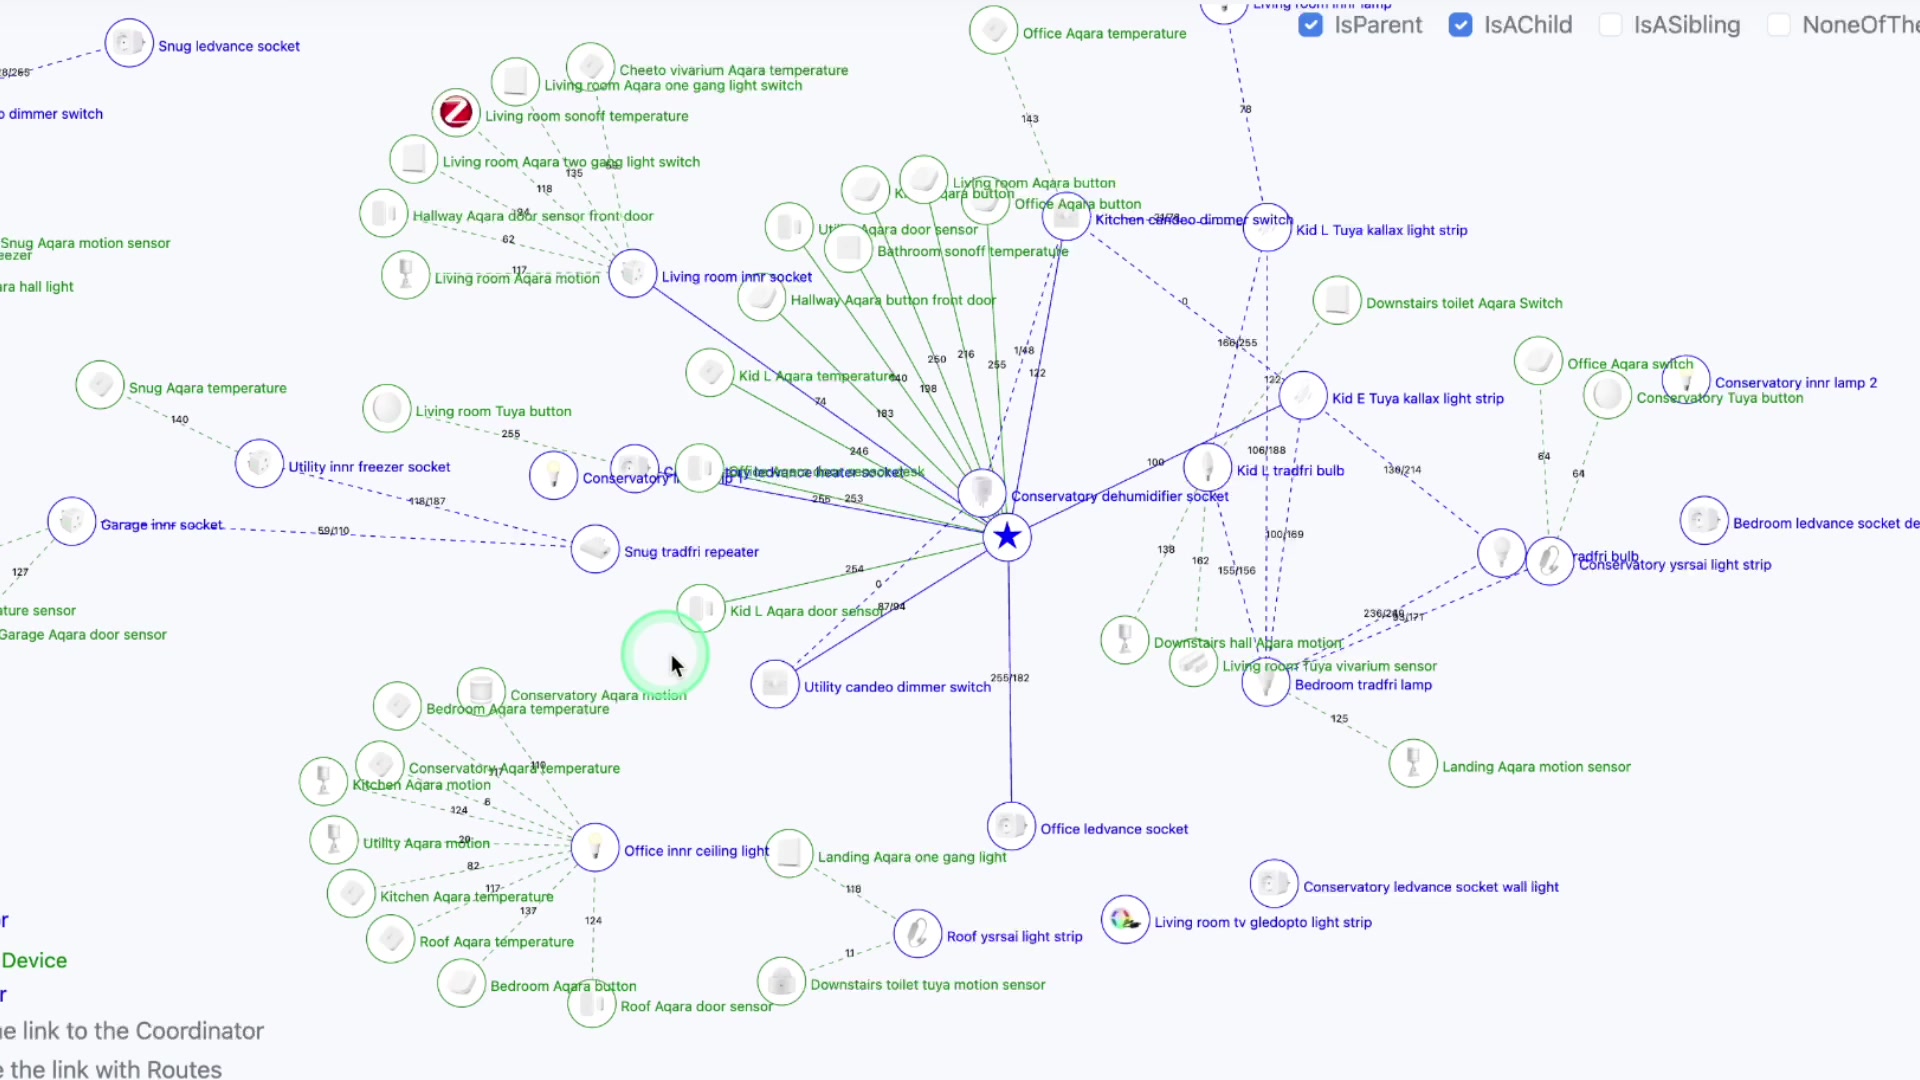 Living room innr lamp
IsParent
IsAChild
IsASibling
NoneOfThe
Office Aqara temperature
Snug ledvance socket
8/265
Cheeto vivarium Aqara temperature
Living room Aqara one gang light switch
78
dimmer switch
Living room sonoff temperature
143
Living room Aqara two gang light switch
135
118
94
Living room Aqara button
Aqara button
Office Aqara button
Hallway Aqara door sensor front door
Kitchen candeo dimmer switch
Kid L Tuya kallax light strip
Aqara door sensor
62
Snug Aqara motion sensor
eezer
Bathroom sonoff temperature
117
Living room Aqara motion
Living room innr socket
ra hall light
Hallway Aqara button front door
0
Downstairs toilet Aqara Switch
166/255
1/48
250
216
255
122
Office Aqara switch
Kid L Aqara temperature
140
198
122
Conservatory innr lamp 2
Snug Aqara temperature
Conservatory Tuya button
Kid E Tuya kallax light strip
74
183
Living room Tuya button
140
255
246
106/188
64
100
Utility innr freezer socket
Kid L tradfri bulb
130/214
64
Conservatory
ledvance heater socket
255
253
118/187
Conservatory dehumidifier socket
Garage innr socket
59/110
Bedroom ledvance socket de
100/169
Snug tradfri repeater
138
162
155/156
radfri bulb
Conservatory ysrsai light strip
127
254
0
ature sensor
Kid L Aqara door sensor
87/94
Garage Aqara door sensor
Downstairs hall Aqara motion
Living room Tuya vivarium sensor
255/182
Utility candeo dimmer switch
Bedroom tradfri lamp
Conservatory Aqara motion
Bedroom Aqara temperature
125
Conservatory Aqara temperature
117
110
Landing Aqara motion sensor
Kitchen Aqara motion
6
124
Office ledvance socket
Utility Aqara motion
29
Office innr ceiling light
Landing Aqara one gang light
82
117
118
Conservatory ledvance socket wall light
Kitchen Aqara temperature
137
124
r
Living room tv gledopto light strip
Roof Aqara temperature
Roof ysrsai light strip
11
Device
Bedroom Aqara button
Downstairs toilet tuya motion sensor
r
Roof Aqara door sensor
e link to the Coordinator
e the link with Routes